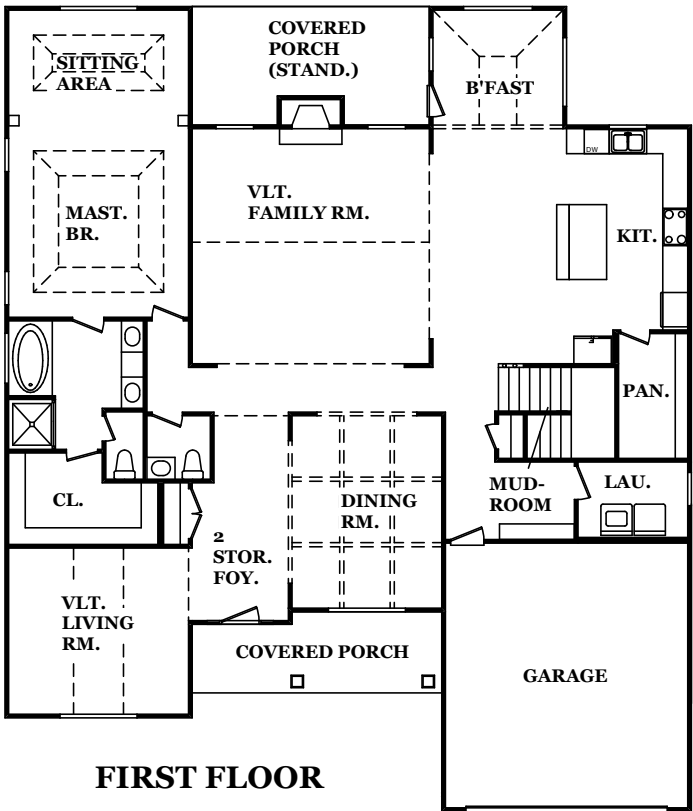 COVERED
PORCH
(STAND.)
SITTING
AREA
B'FAST
DW
VLT.
FAMILY RM.
MAST.
BR.
KIT.
PAN.
CL.
MUD-
ROOM
LAU.
DINING
RM.
2
STOR.
FOY.
VLT.
LIVING
RM.
COVERED PORCH
GARAGE
FIRST FLOOR